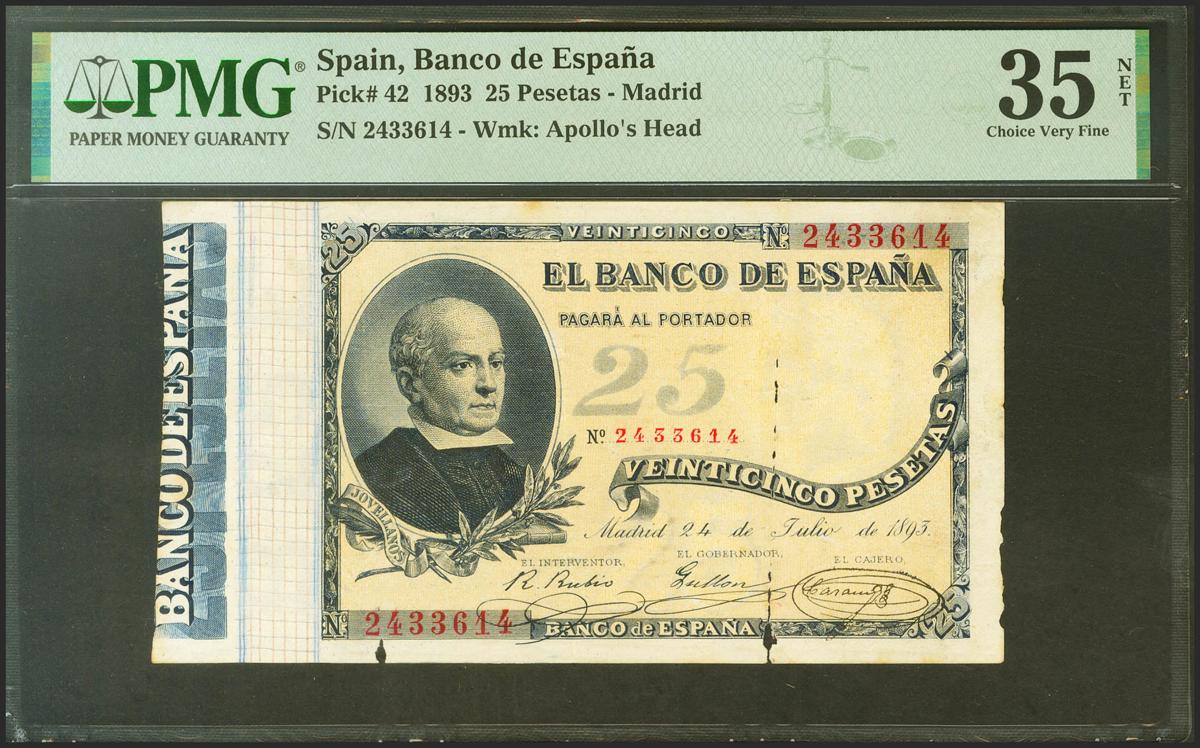 PMG®
PAPER MONEY GUARANTY
Spain, Banco de España
Pick# 42 1893 25 Pesetas - Madrid
S/N 2433614 - Wmk: Apollo's Head
35
NET
Choice Very Fine
BANCO DE ESPAÑA
25
VEINTICINCO
Nº 2433614
EL BANCO DE ESPAÑA
PAGARÁ AL PORTADOR
25
Nº 2433614
VEINTICINCO PESETAS
JOVELLANOS
Madrid 24 de Julio de 1893.
EL INTERVENTOR,
EL GOBERNADOR,
EL CAJERO,
R. Rubio
Gullon
Nº 2433614
BANCO de ESPAÑA
25